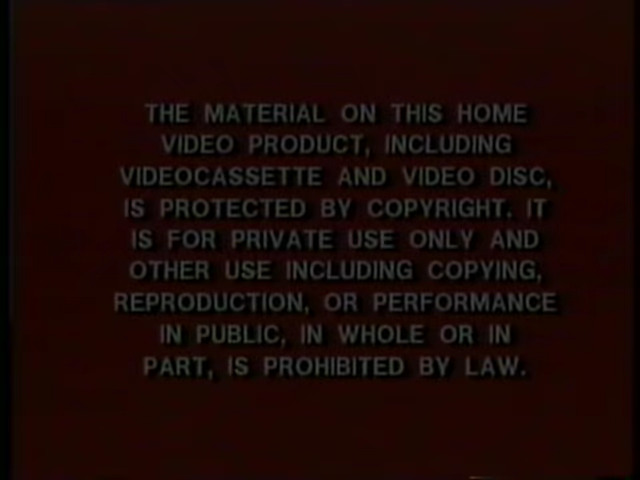 THE MATERIAL ON THIS HOME
VIDEO PRODUCT, INCLUDING
VIDEOCASSETTE AND VIDEO DISC,
IS PROTECTED BY COPYRIGHT. IT
IS FOR PRIVATE USE ONLY AND
OTHER USE INCLUDING COPYING,
REPRODUCTION, OR PERFORMANCE
IN PUBLIC, IN WHOLE OR IN
PART, IS PROHIBITED BY LAW.